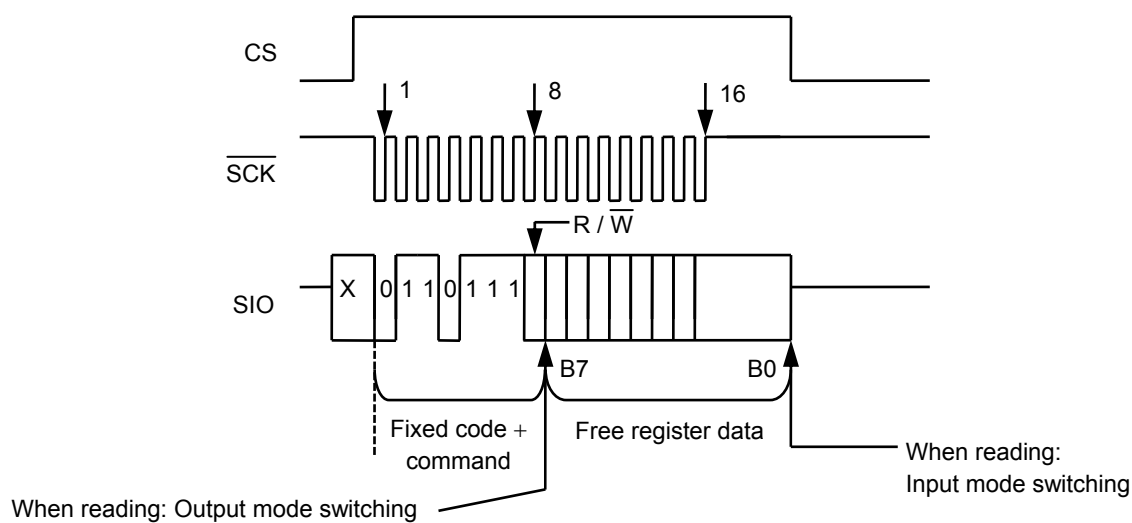 CS
1 8 16
SCK
R / W
SIO X 0 1 1 0 1 1 1
B7 B0
Fixed code +
command
Free register data
When reading:
Input mode switching
When reading: Output mode switching